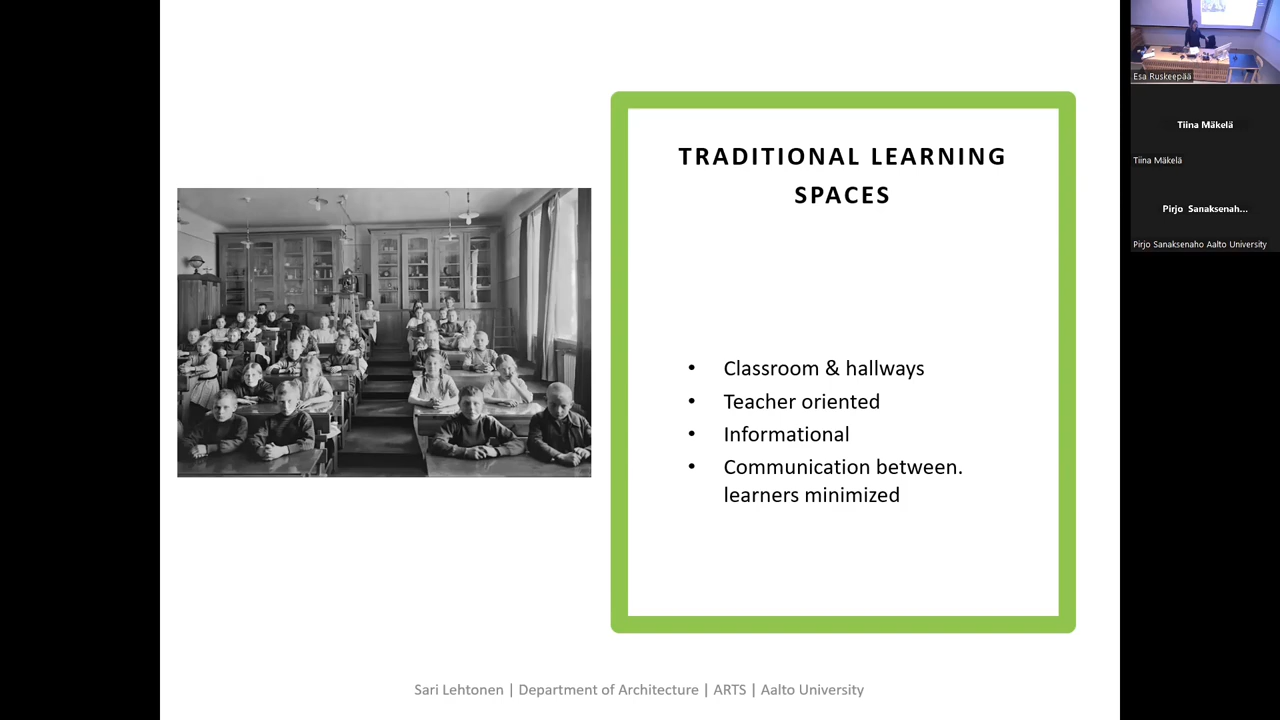 TRADITIONAL LEARNING
SPACES
• Classroom & hallways
• Teacher oriented
• Informational
• Communication between.
learners minimized
Sari Lehtonen | Department of Architecture | ARTS | Aalto University
Esa Ruskeepää
Tiina Mäkelä
Tiina Mäkelä
Pirjo Sanaksenah...
Pirjo Sanaksenaho Aalto University